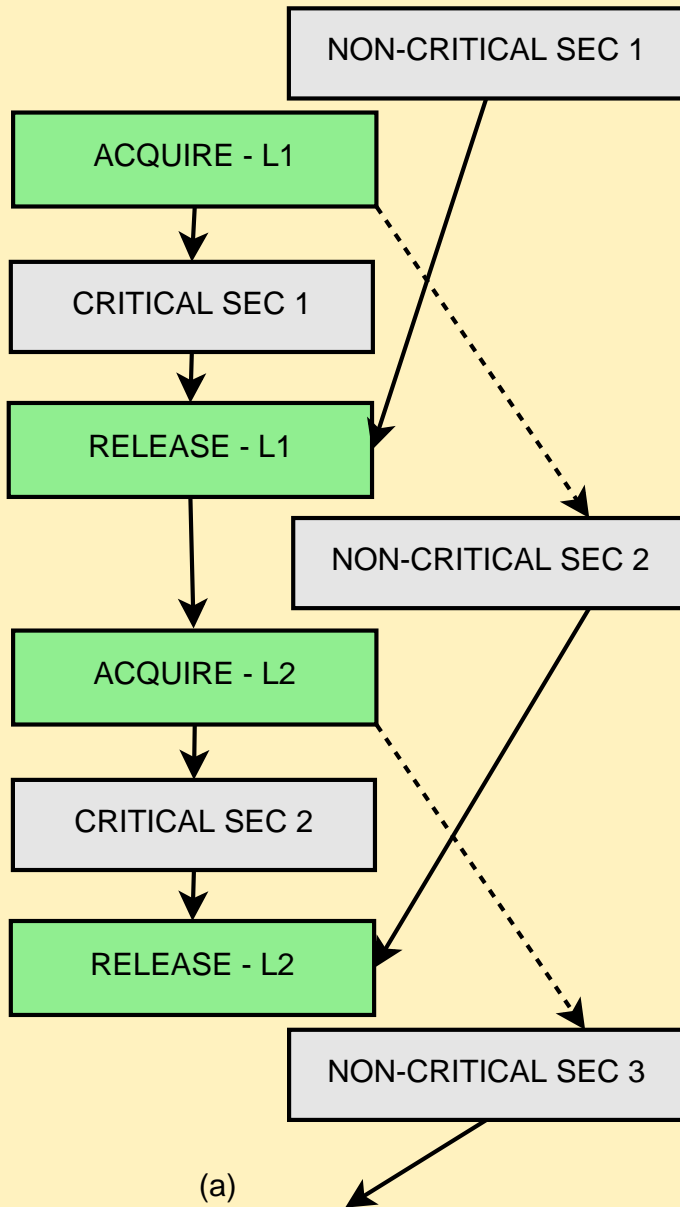 NON-CRITICAL SEC 1
ACQUIRE - L1
CRITICAL SEC 1
RELEASE - L1
NON-CRITICAL SEC 2
ACQUIRE - L2
CRITICAL SEC 2
RELEASE - L2
NON-CRITICAL SEC 3
(a)